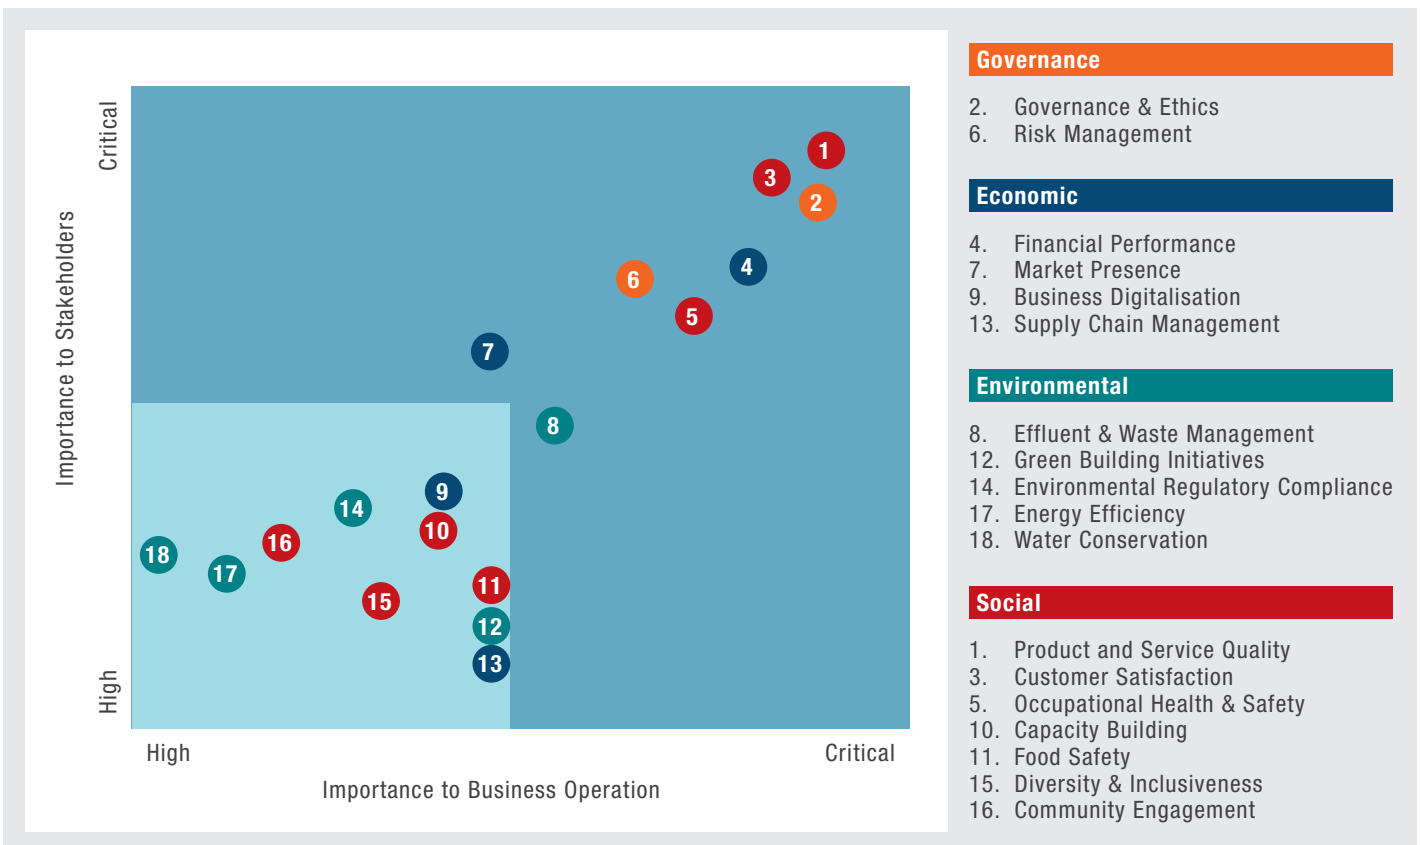 Critical
Importance to Stakeholders
High
1
3
2
4
6
5
7
8
9
14
10
16
18
17
11
15
12
13
High
Critical
Importance to Business Operation
Governance
2. Governance & Ethics
6. Risk Management
Economic
4. Financial Performance
7. Market Presence
9. Business Digitalisation
13. Supply Chain Management
Environmental
8. Effluent & Waste Management
12. Green Building Initiatives
14. Environmental Regulatory Compliance
17. Energy Efficiency
18. Water Conservation
Social
1. Product and Service Quality
3. Customer Satisfaction
5. Occupational Health & Safety
10. Capacity Building
11. Food Safety
15. Diversity & Inclusiveness
16. Community Engagement